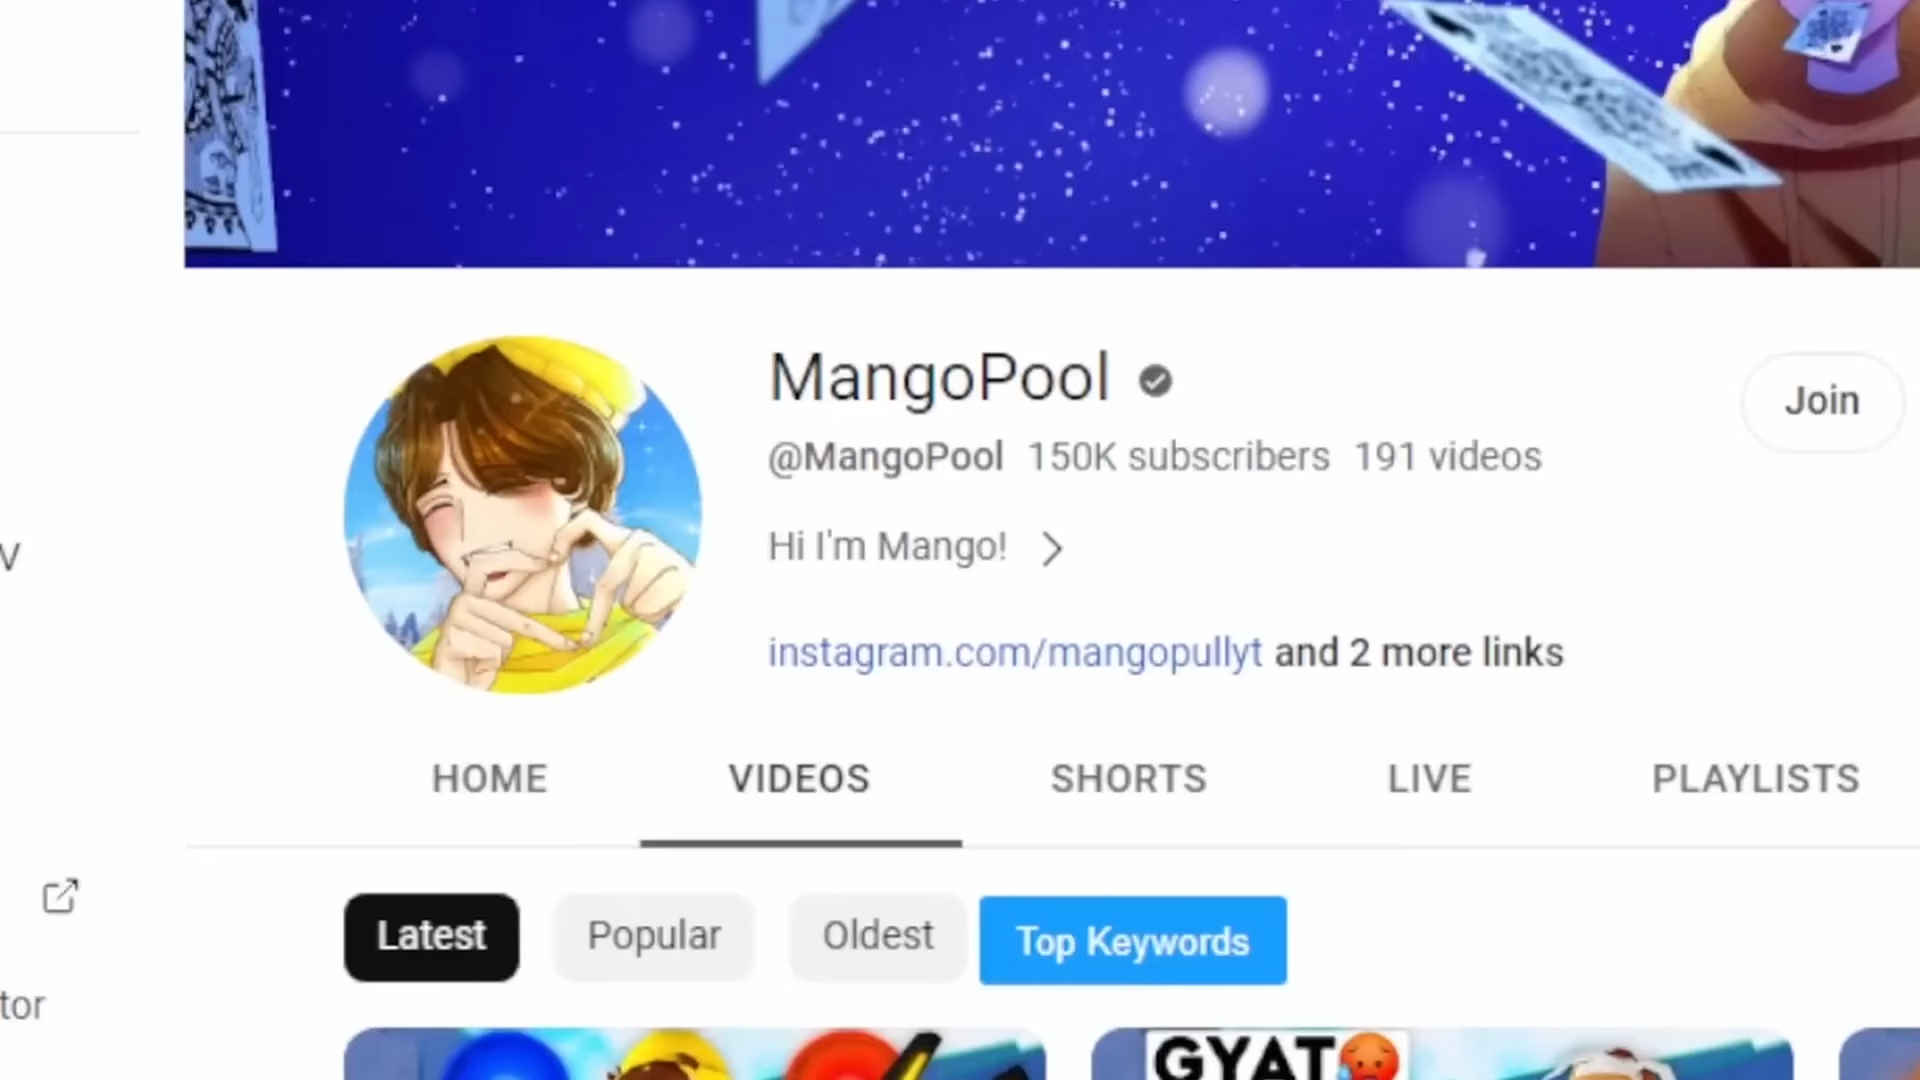 MangoPool
@MangoPool 150K subscribers 191 videos
Join
Hi I'm Mango!
instagram.com/mangopullyt and 2 more links
HOME VIDEOS SHORTS LIVE PLAYLISTS
Latest Popular Oldest Top Keywords
tor
GYAT